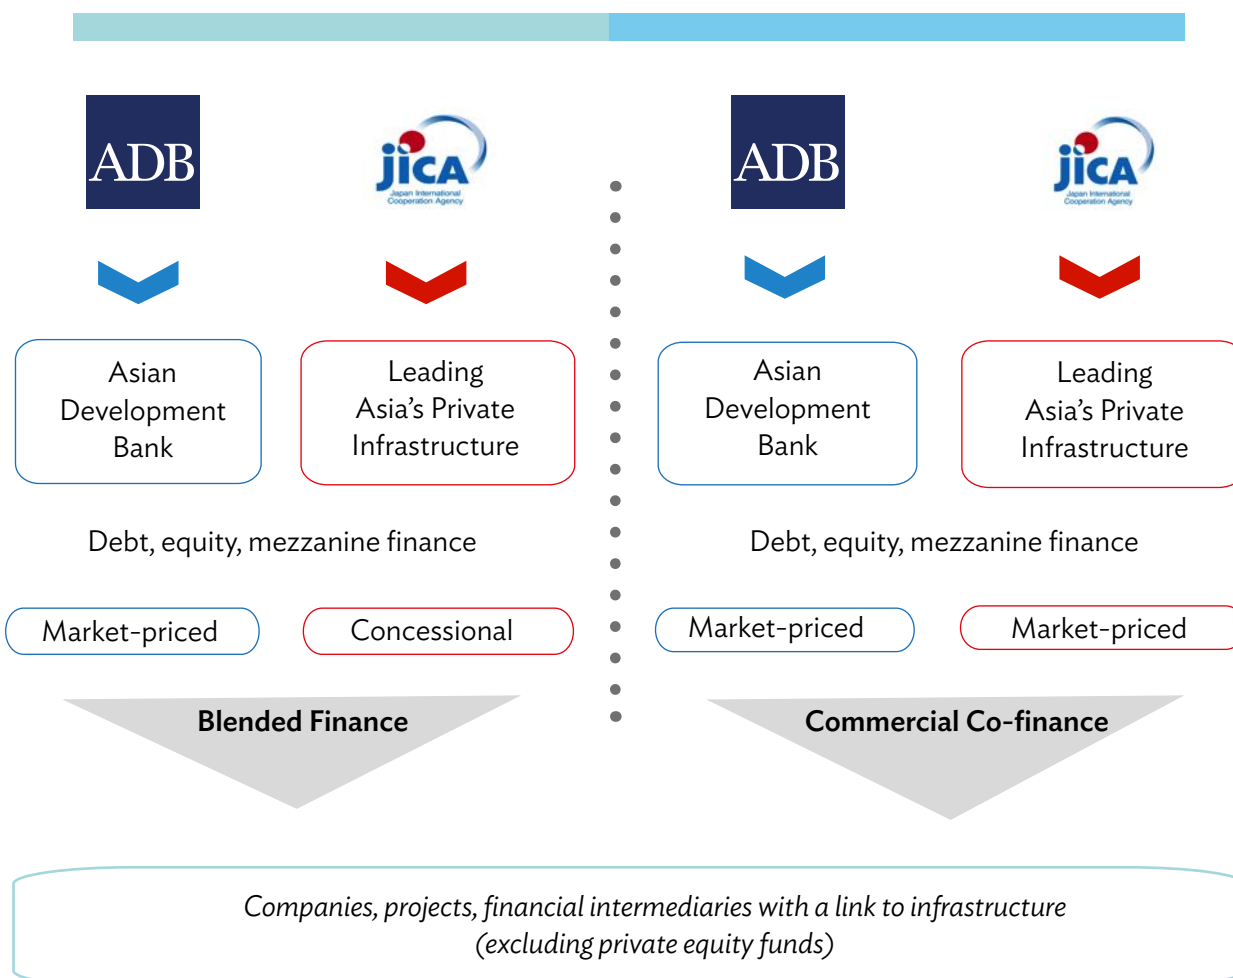 ADB
jica
Japan International
Cooperation Agency
ADB
jica
Japan International
Cooperation Agency
Asian
Development
Bank
Leading
Asia's Private
Infrastructure
Asian
Development
Bank
Leading
Asia's Private
Infrastructure
Debt, equity, mezzanine finance
Debt, equity, mezzanine finance
Market-priced
Concessional
Market-priced
Market-priced
Blended Finance
Commercial Co-finance
Companies, projects, financial intermediaries with a link to infrastructure
(excluding private equity funds)